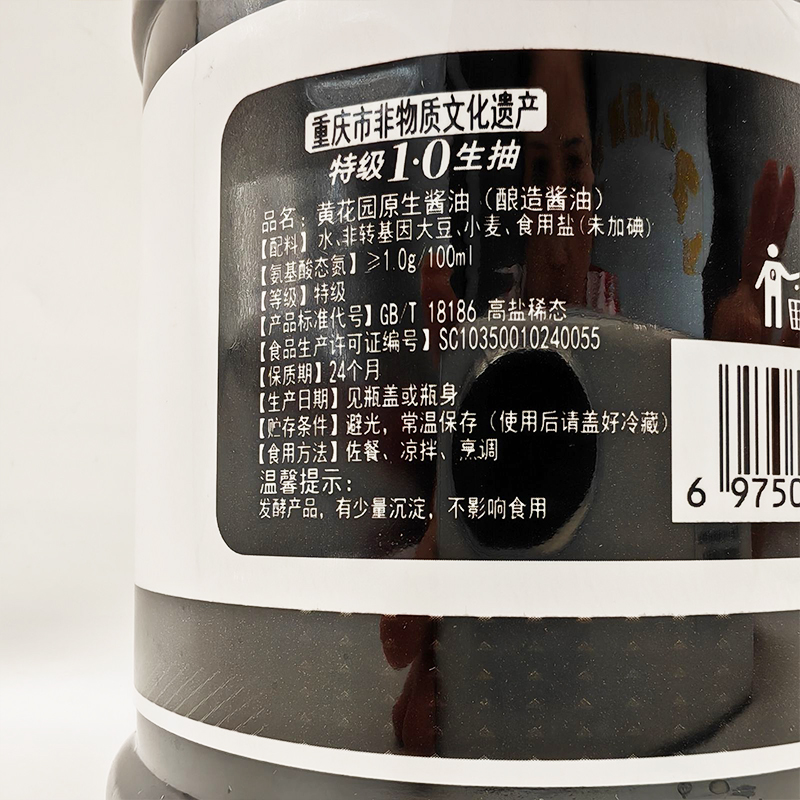 重庆市非物质文化遗产
特级1·0生抽
品名：黄花园原生酱油（酿造酱油）
【配料】水、非转基因大豆、小麦、食用盐(未加碘)
【氨基酸态氮】≥1.0g/100ml
【等级】特级
【产品标准代号】GB/T 18186 高盐稀态
【食品生产许可证编号】SC10350010240055
【保质期】24个月
【生产日期】见瓶盖或瓶身
【贮存条件】避光，常温保存（使用后请盖好冷藏）
【食用方法】佐餐、凉拌、烹调
温馨提示：
发酵产品，有少量沉淀，不影响食用
6 9750